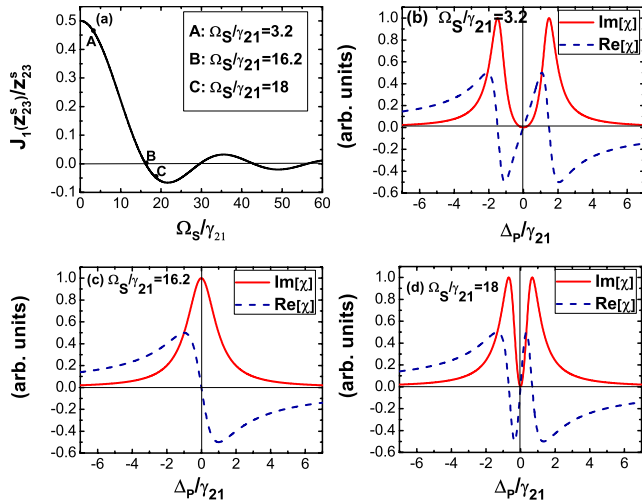 (a)
A
B
C
A: Ω_S/γ_21=3.2
B: Ω_S/γ_21=16.2
C: Ω_S/γ_21=18
J_1(z^s_23)/z^s_23
0.5
0.4
0.3
0.2
0.1
0.0
-0.1
0 10 20 30 40 50 60
Ω_S/γ_21
(b) Ω_S/γ_21=3.2
Im[χ]
Re[χ]
(arb. units)
1.0
0.8
0.6
0.4
0.2
0.0
-0.2
-0.4
0.6
-6 -4 -2 0 2 4 6
Δ_P/γ_21
(c) Ω_S/γ_21=16.2
Im[χ]
Re[χ]
(arb. units)
1.0
0.8
0.6
0.4
0.2
0.0
-0.2
-0.4
-0.6
-6 -4 -2 0 2 4 6
Δ_P/γ_21
(d) Ω_S/γ_21=18
Im[χ]
Re[χ]
(arb. units)
1.0
0.8
0.6
0.4
0.2
0.0
-0.2
-0.4
-0.6
-6 -4 -2 0 2 4 6
Δ_P/γ_21